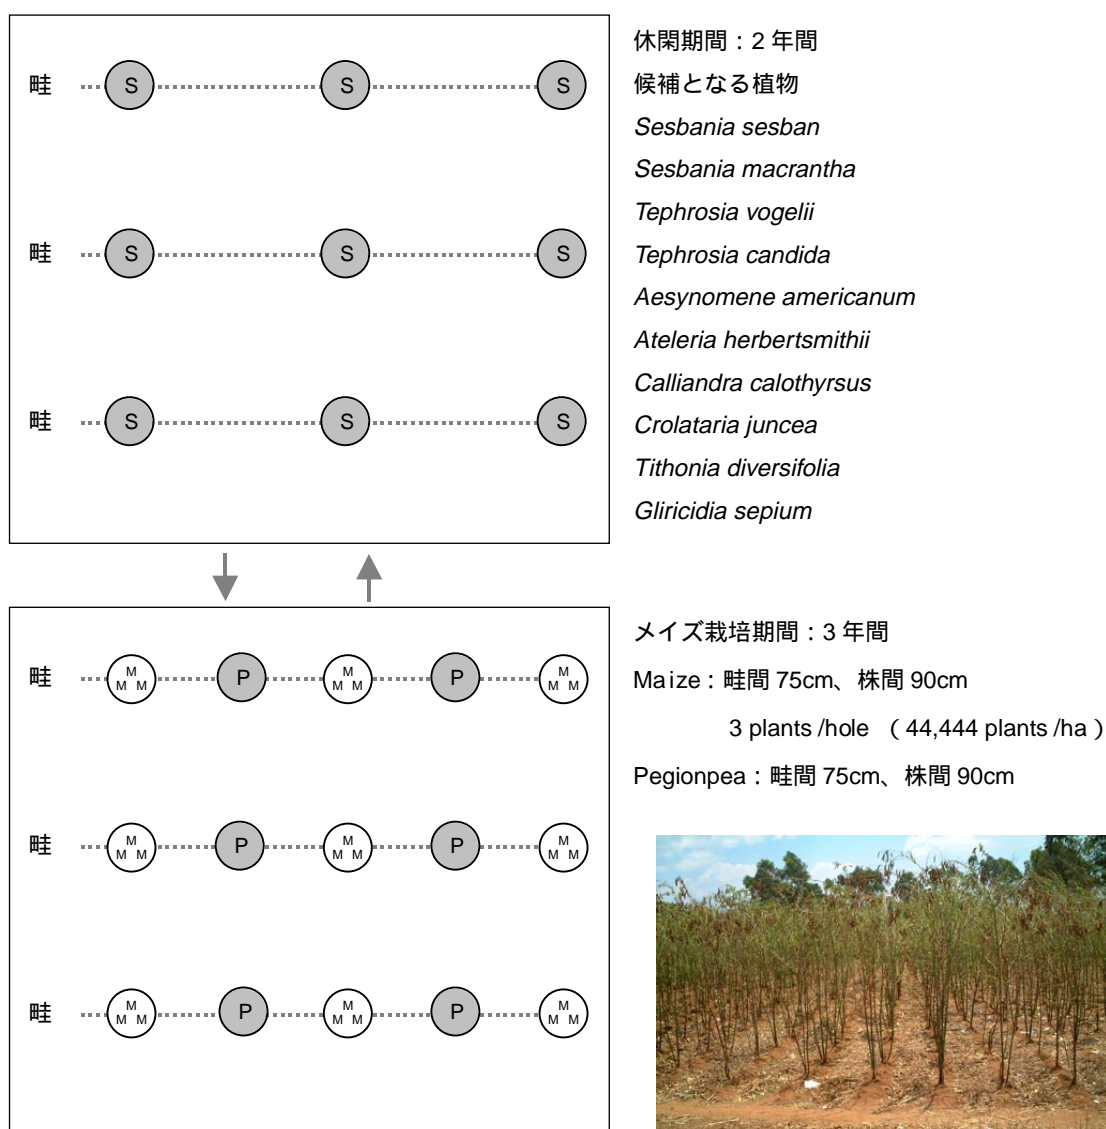 畦 S S S
畦 S S S
畦 S S S
休閑期間：2 年間
候補となる植物
Sesbania sesban
Sesbania macrantha
Tephrosia vogelii
Tephrosia candida
Aesynomene americanum
Ateleria herbertsmithii
Calliandra calothyrsus
Crolataria juncea
Tithonia diversifolia
Gliricidia sepium
畦 M M M P M M M P M M M
畦 M M M P M M M P M M M
畦 M M M P M M M P M M M
メイズ栽培期間：3 年間
Maize：畦間 75cm、株間 90cm
3 plants /hole （44,444 plants /ha）
Pegionpea：畦間 75cm、株間 90cm